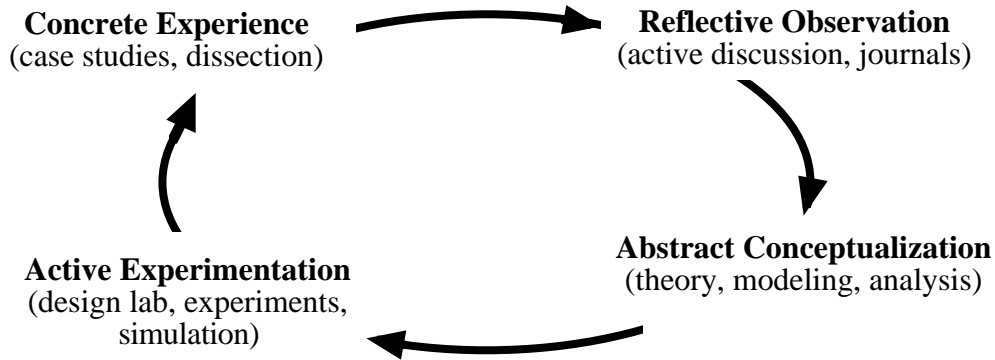 Concrete Experience
(case studies, dissection)
Reflective Observation
(active discussion, journals)
Abstract Conceptualization
(theory, modeling, analysis)
Active Experimentation
(design lab, experiments,
simulation)